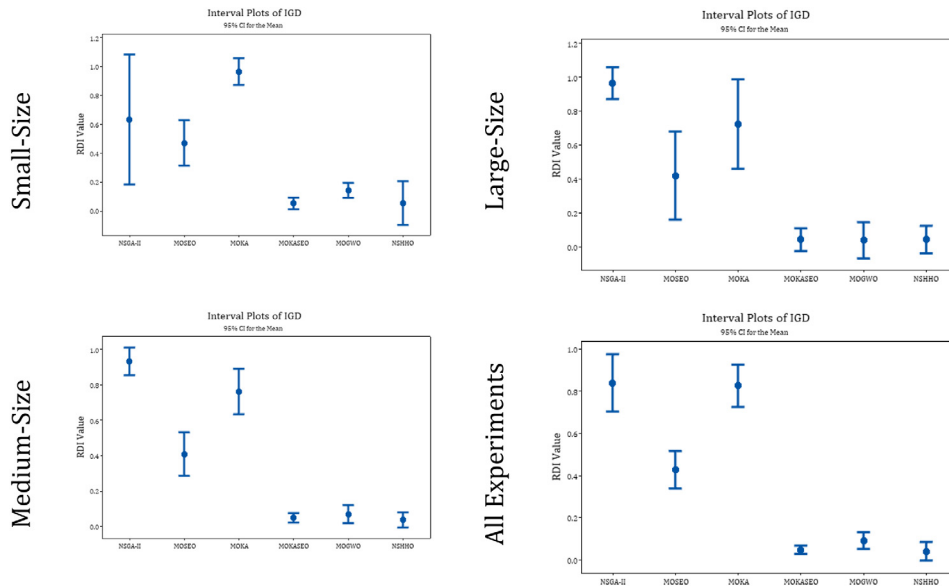 Small-Size
Interval Plots of IGD
95% CI for the Mean
RDI Value
1.2
1.0
0.8
0.6
0.4
0.2
0.0
NSGA-II MOSEO MOKA MOKASEO MOGWO NSHHO
Large-Size
Interval Plots of IGD
95% CI for the Mean
RDI Value
1.2
1.0
0.8
0.6
0.4
0.2
0.0
NSGA-II MOSEO MOKA MOKASEO MOGWO NSHHO
Medium-Size
Interval Plots of IGD
95% CI for the Mean
RDI Value
1.0
0.8
0.6
0.4
0.2
0.0
NSGA-II MOSEO MOKA MOKASEO MOGWO NSHHO
All Experiments
Interval Plots of IGD
95% CI for the Mean
RDI Value
1.0
0.8
0.6
0.4
0.2
0.0
NSGA-II MOSEO MOKA MOKASEO MOGWO NSHHO